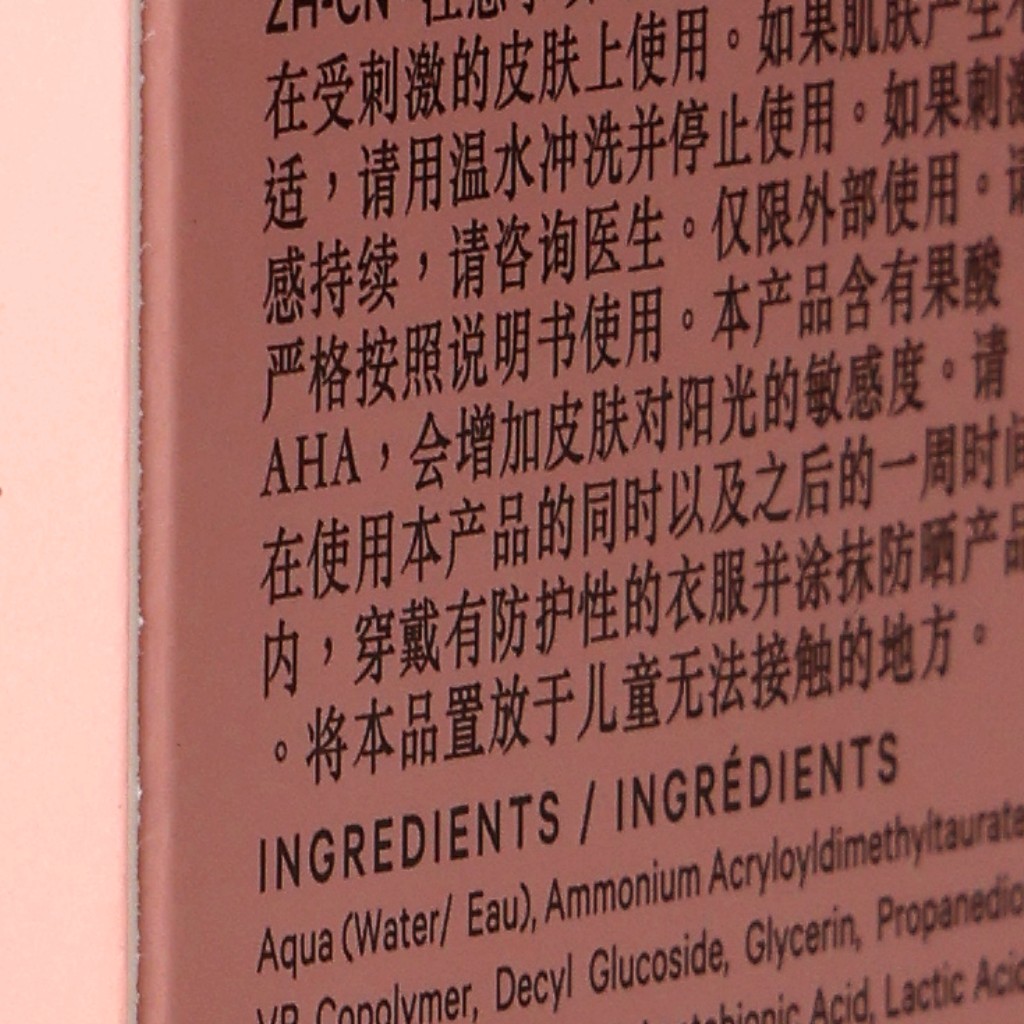 ZH-CN
在受刺激的皮肤上使用。如果肌肤产生
适，请用温水冲洗并停止使用。如果刺激
感持续，请咨询医生。仅限外部使用。请
严格按照说明书使用。本产品含有果酸
AHA，会增加皮肤对阳光的敏感度。请
在使用本产品的同时以及之后的一周时间
内，穿戴有防护性的衣服并涂抹防晒产品
。将本品置放于儿童无法接触的地方。
INGREDIENTS / INGRÉDIENTS
Aqua (Water/ Eau), Ammonium Acryloyldimethyltaurate
VP Copolymer, Decyl Glucoside, Glycerin, Propanedio
Acid, Lactic Acid